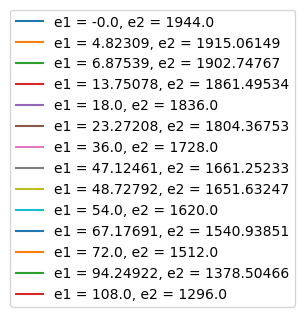 e1 = -0.0, e2 = 1944.0
e1 = 4.82309, e2 = 1915.06149
e1 = 6.87539, e2 = 1902.74767
e1 = 13.75078, e2 = 1861.49534
e1 = 18.0, e2 = 1836.0
e1 = 23.27208, e2 = 1804.36753
e1 = 36.0, e2 = 1728.0
e1 = 47.12461, e2 = 1661.25233
e1 = 48.72792, e2 = 1651.63247
e1 = 54.0, e2 = 1620.0
e1 = 67.17691, e2 = 1540.93851
e1 = 72.0, e2 = 1512.0
e1 = 94.24922, e2 = 1378.50466
e1 = 108.0, e2 = 1296.0